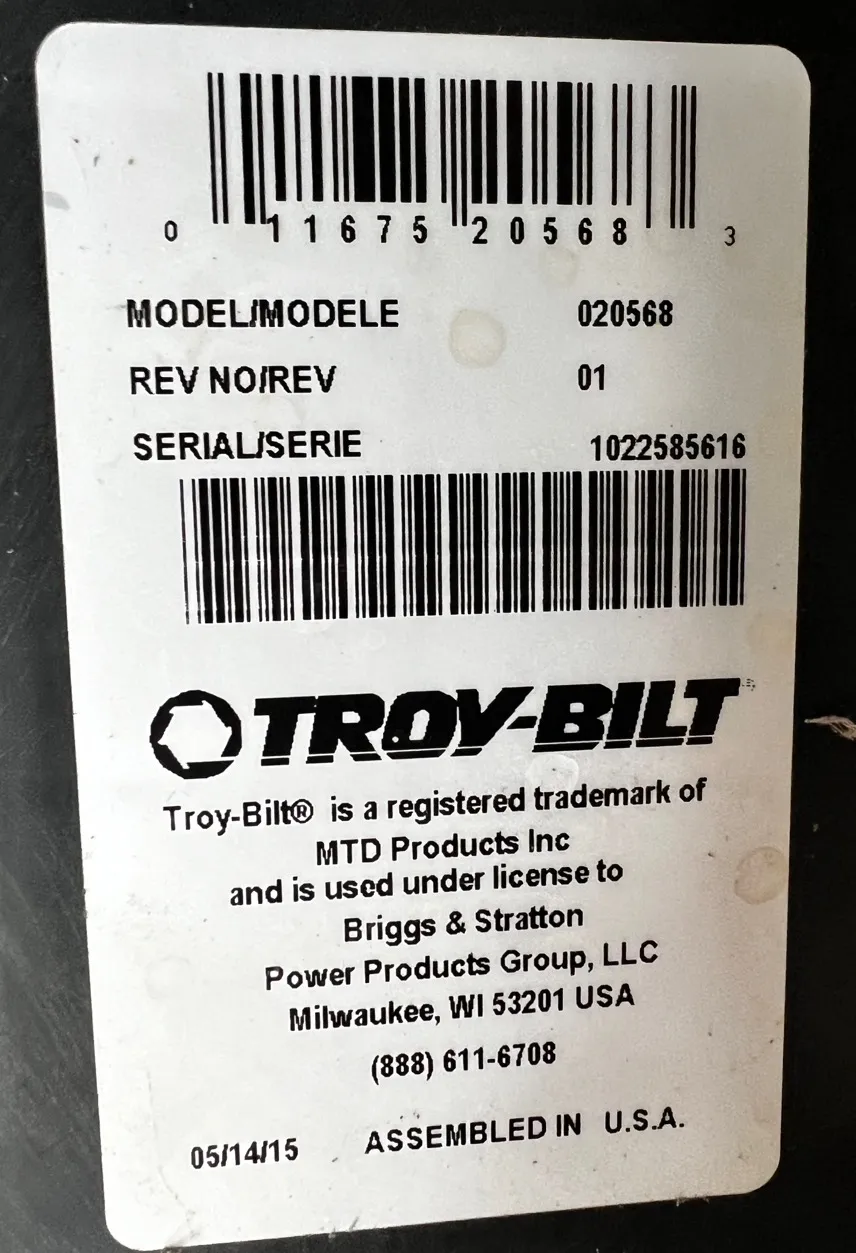 0 11675 20568 3
MODEL/MODELE 020568
REV NO/REV 01
SERIAL/SERIE 1022585616
TROY-BILT
Troy-Bilt® is a registered trademark of
MTD Products Inc
and is used under license to
Briggs & Stratton
Power Products Group, LLC
Milwaukee, WI 53201 USA
(888) 611-6708
05/14/15 ASSEMBLED IN U.S.A.